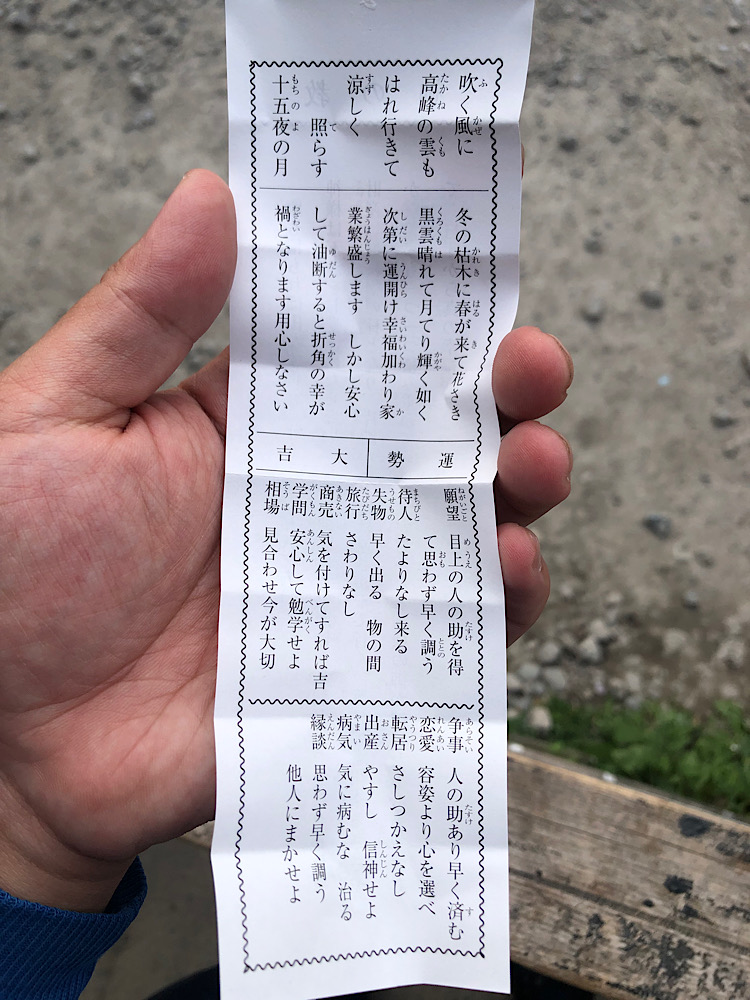 吹く風に
高峰の雲も
はれ行きて
涼しく
照らす
十五夜の月
冬の枯木に春が来て花さき
黒雲晴れて月てり輝く如く
次第に運開け幸福加わり家
業繁盛します　しかし安心
して油断すると折角の幸が
禍となります用心しなさい
運勢　大吉
願望　目上の人の助を得
て思わず早く調う
待人　たよりなし来る
失物　早く出る　物の間
旅行　さわりなし
商売　気を付けてすれば吉
学問　安心して勉学せよ
相場　見合わせ今が大切
争事　人の助あり早く済む
恋愛　容姿より心を選べ
転居　さしつかえなし
出産　やすし　信神せよ
病気　気に病むな　治る
縁談　思わず早く調う
他人にまかせよ